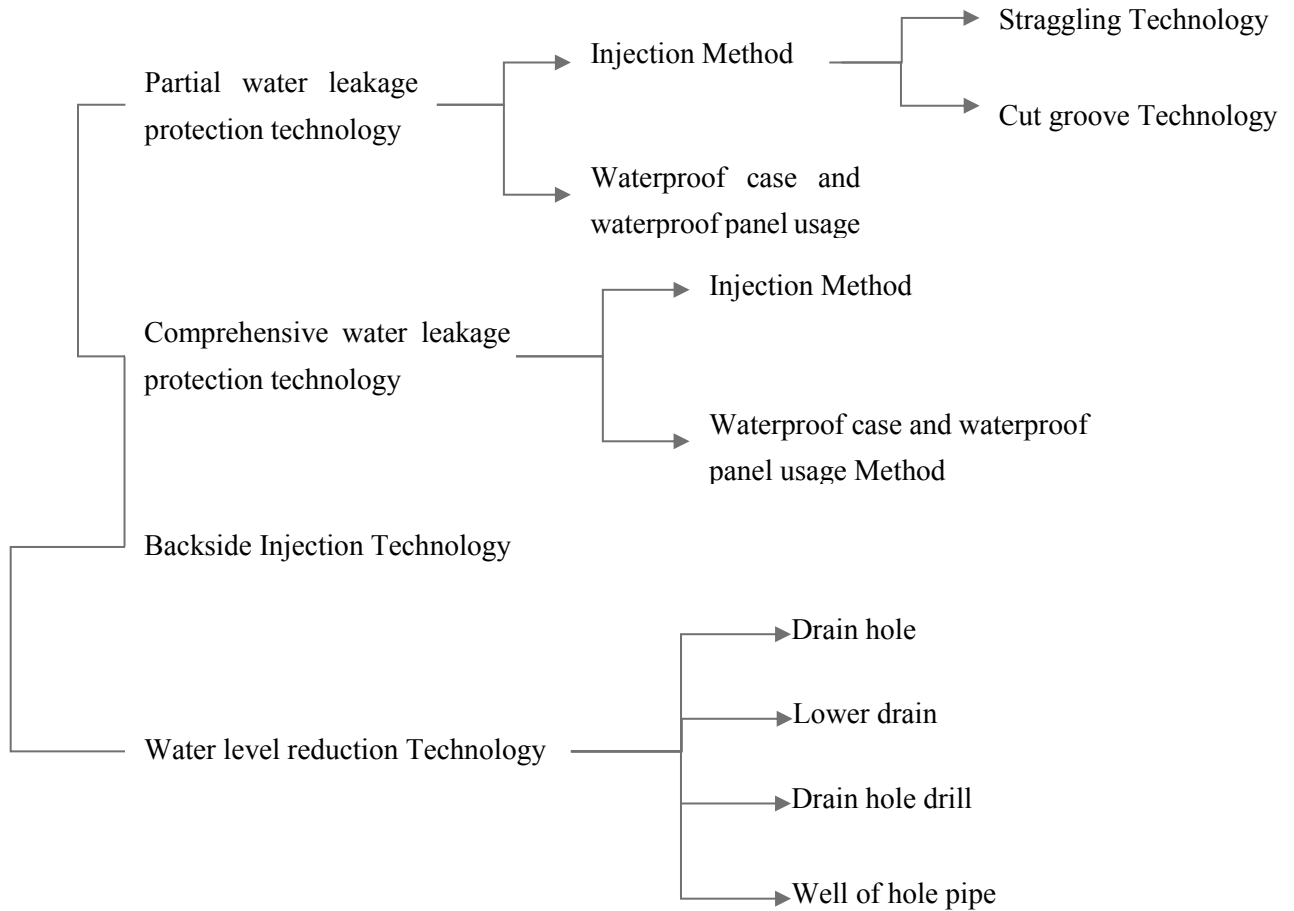 Straggling Technology
Injection Method
Partial water leakage
protection technology
Cut groove Technology
Waterproof case and
waterproof panel usage
Injection Method
Comprehensive water leakage
protection technology
Waterproof case and waterproof
panel usage Method
Backside Injection Technology
Drain hole
Lower drain
Water level reduction Technology
Drain hole drill
Well of hole pipe